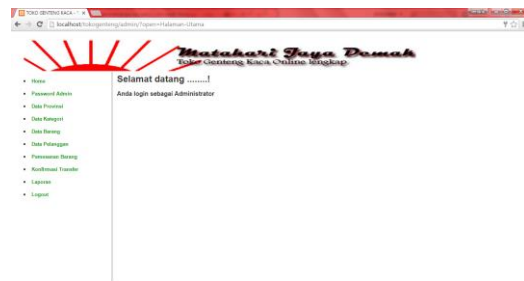 TOKO GENTENG KACA
localhost/tokogenteng/admin/?open=Halaman-Utama
Matahari Jaya Demak
Toko Genteng Kaca Online lengkap
Home
Password Admin
Data Provinsi
Data Kategori
Data Barang
Data Pelanggan
Pemesanan Barang
Konfirmasi Transfer
Laporan
Logout
Selamat datang ........!
Anda login sebagai Administrator